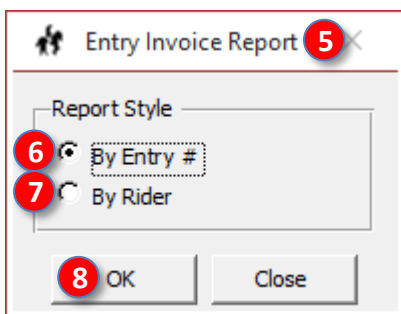 Entry Invoice Report 5
Report Style
6 By Entry #
7 By Rider
8 OK Close